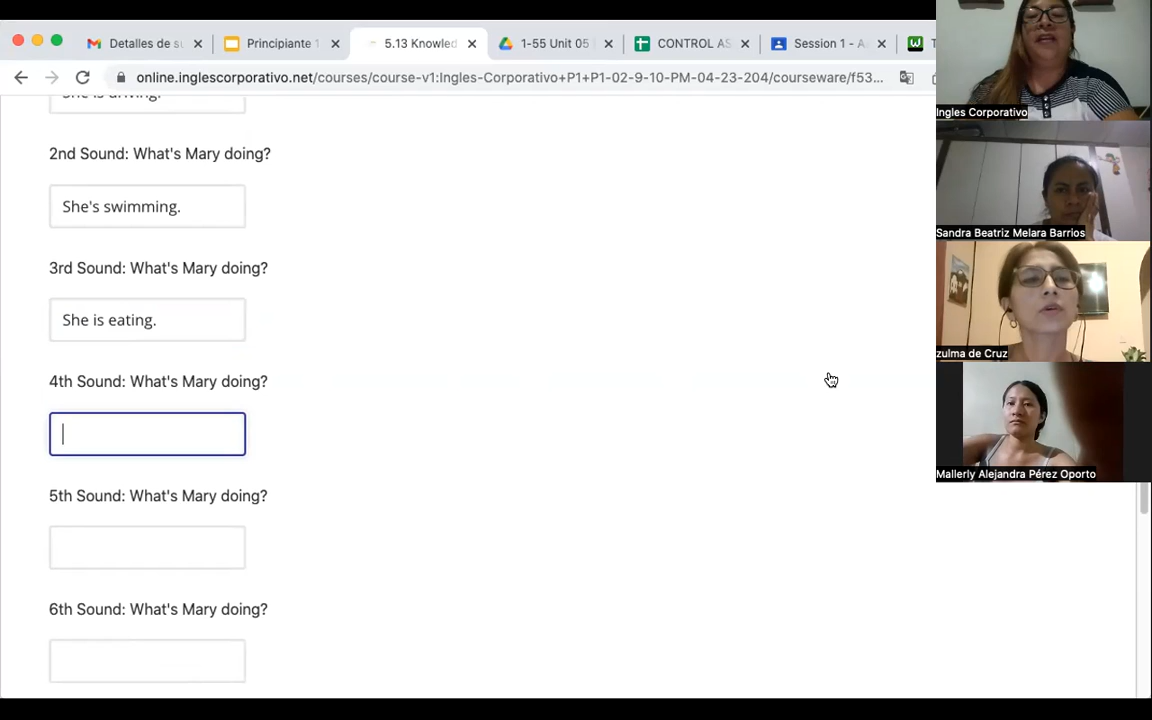 Detalles de su
Principiante 1
5.13 Knowled
1-55 Unit 05
CONTROL AS
Session 1 - A
online.inglescorporativo.net/courses/course-v1:Ingles-Corporativo+P1+P1-02-9-10-PM-04-23-204/courseware/f53...
She is driving.
2nd Sound: What's Mary doing?
She's swimming.
3rd Sound: What's Mary doing?
She is eating.
4th Sound: What's Mary doing?
5th Sound: What's Mary doing?
6th Sound: What's Mary doing?
Ingles Corporativo
Sandra Beatriz Melara Barrios
zulma de Cruz
Mallerly Alejandra Pérez Oporto